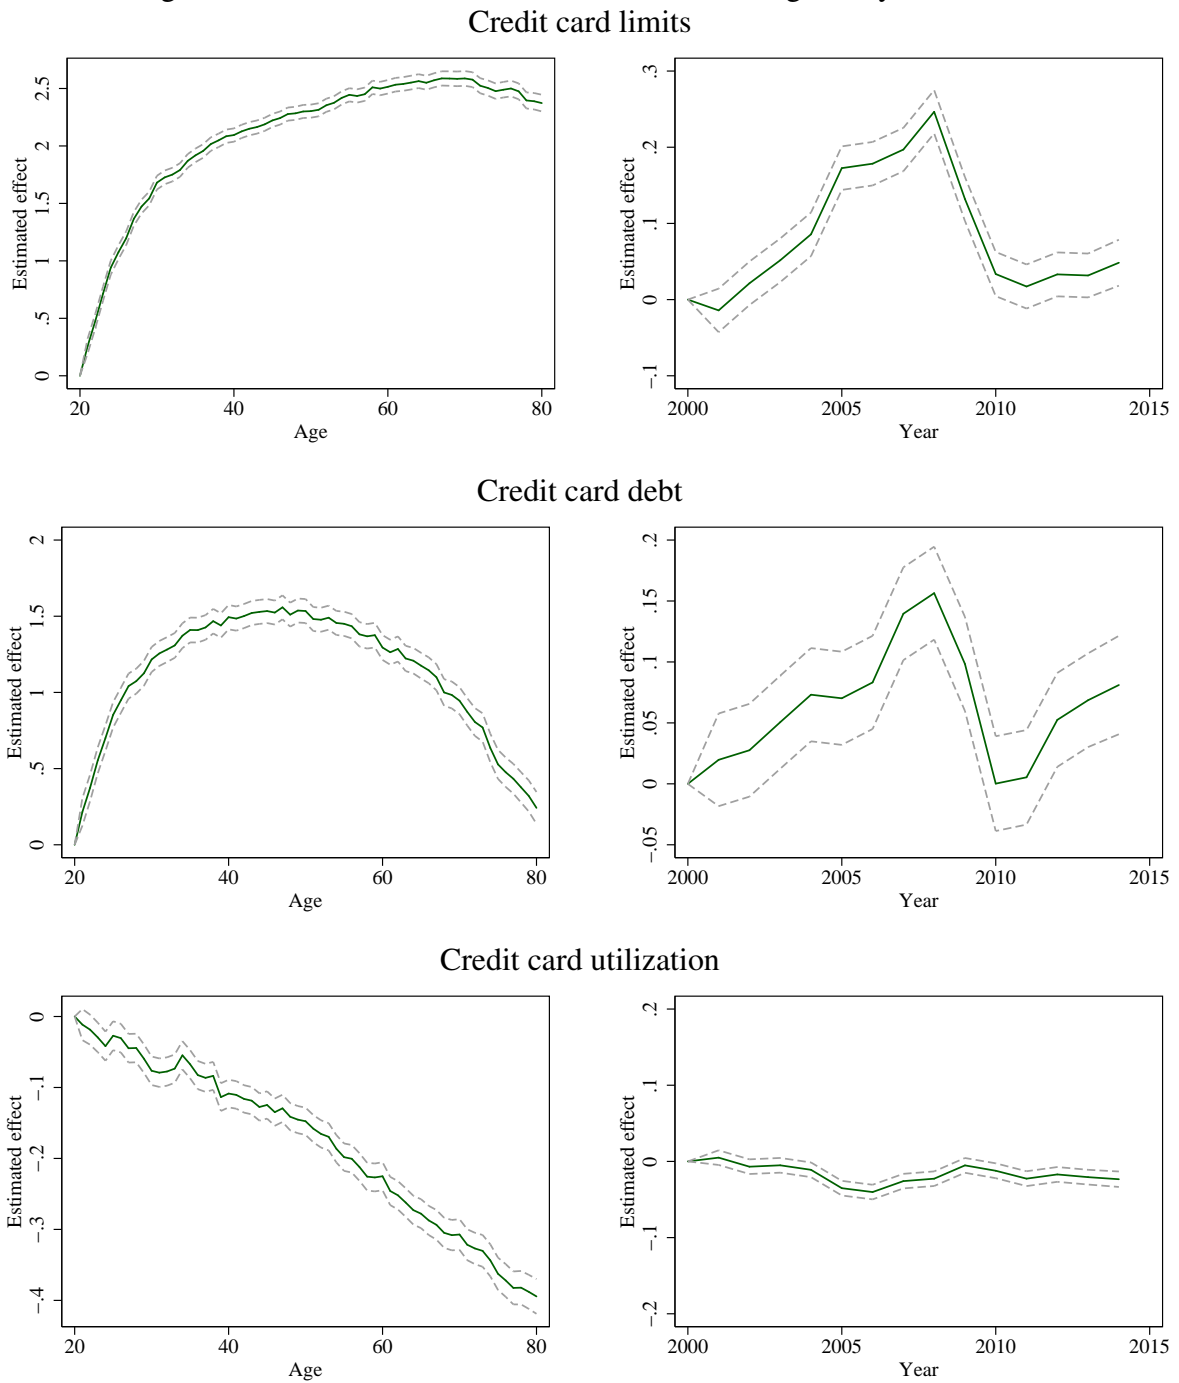 Credit card limits
Estimated effect
0 .5 1 1.5 2 2.5
20 40 60 80
Age
Estimated effect
−.1 0 .1 .2 .3
2000 2005 2010 2015
Year
Credit card debt
Estimated effect
0 .5 1 1.5 2
20 40 60 80
Age
Estimated effect
−.05 0 .05 .1 .15 .2
2000 2005 2010 2015
Year
Credit card utilization
Estimated effect
−.4 −.3 −.2 −.1 0
20 40 60 80
Age
Estimated effect
−.2 −.1 0 .1 .2
2000 2005 2010 2015
Year